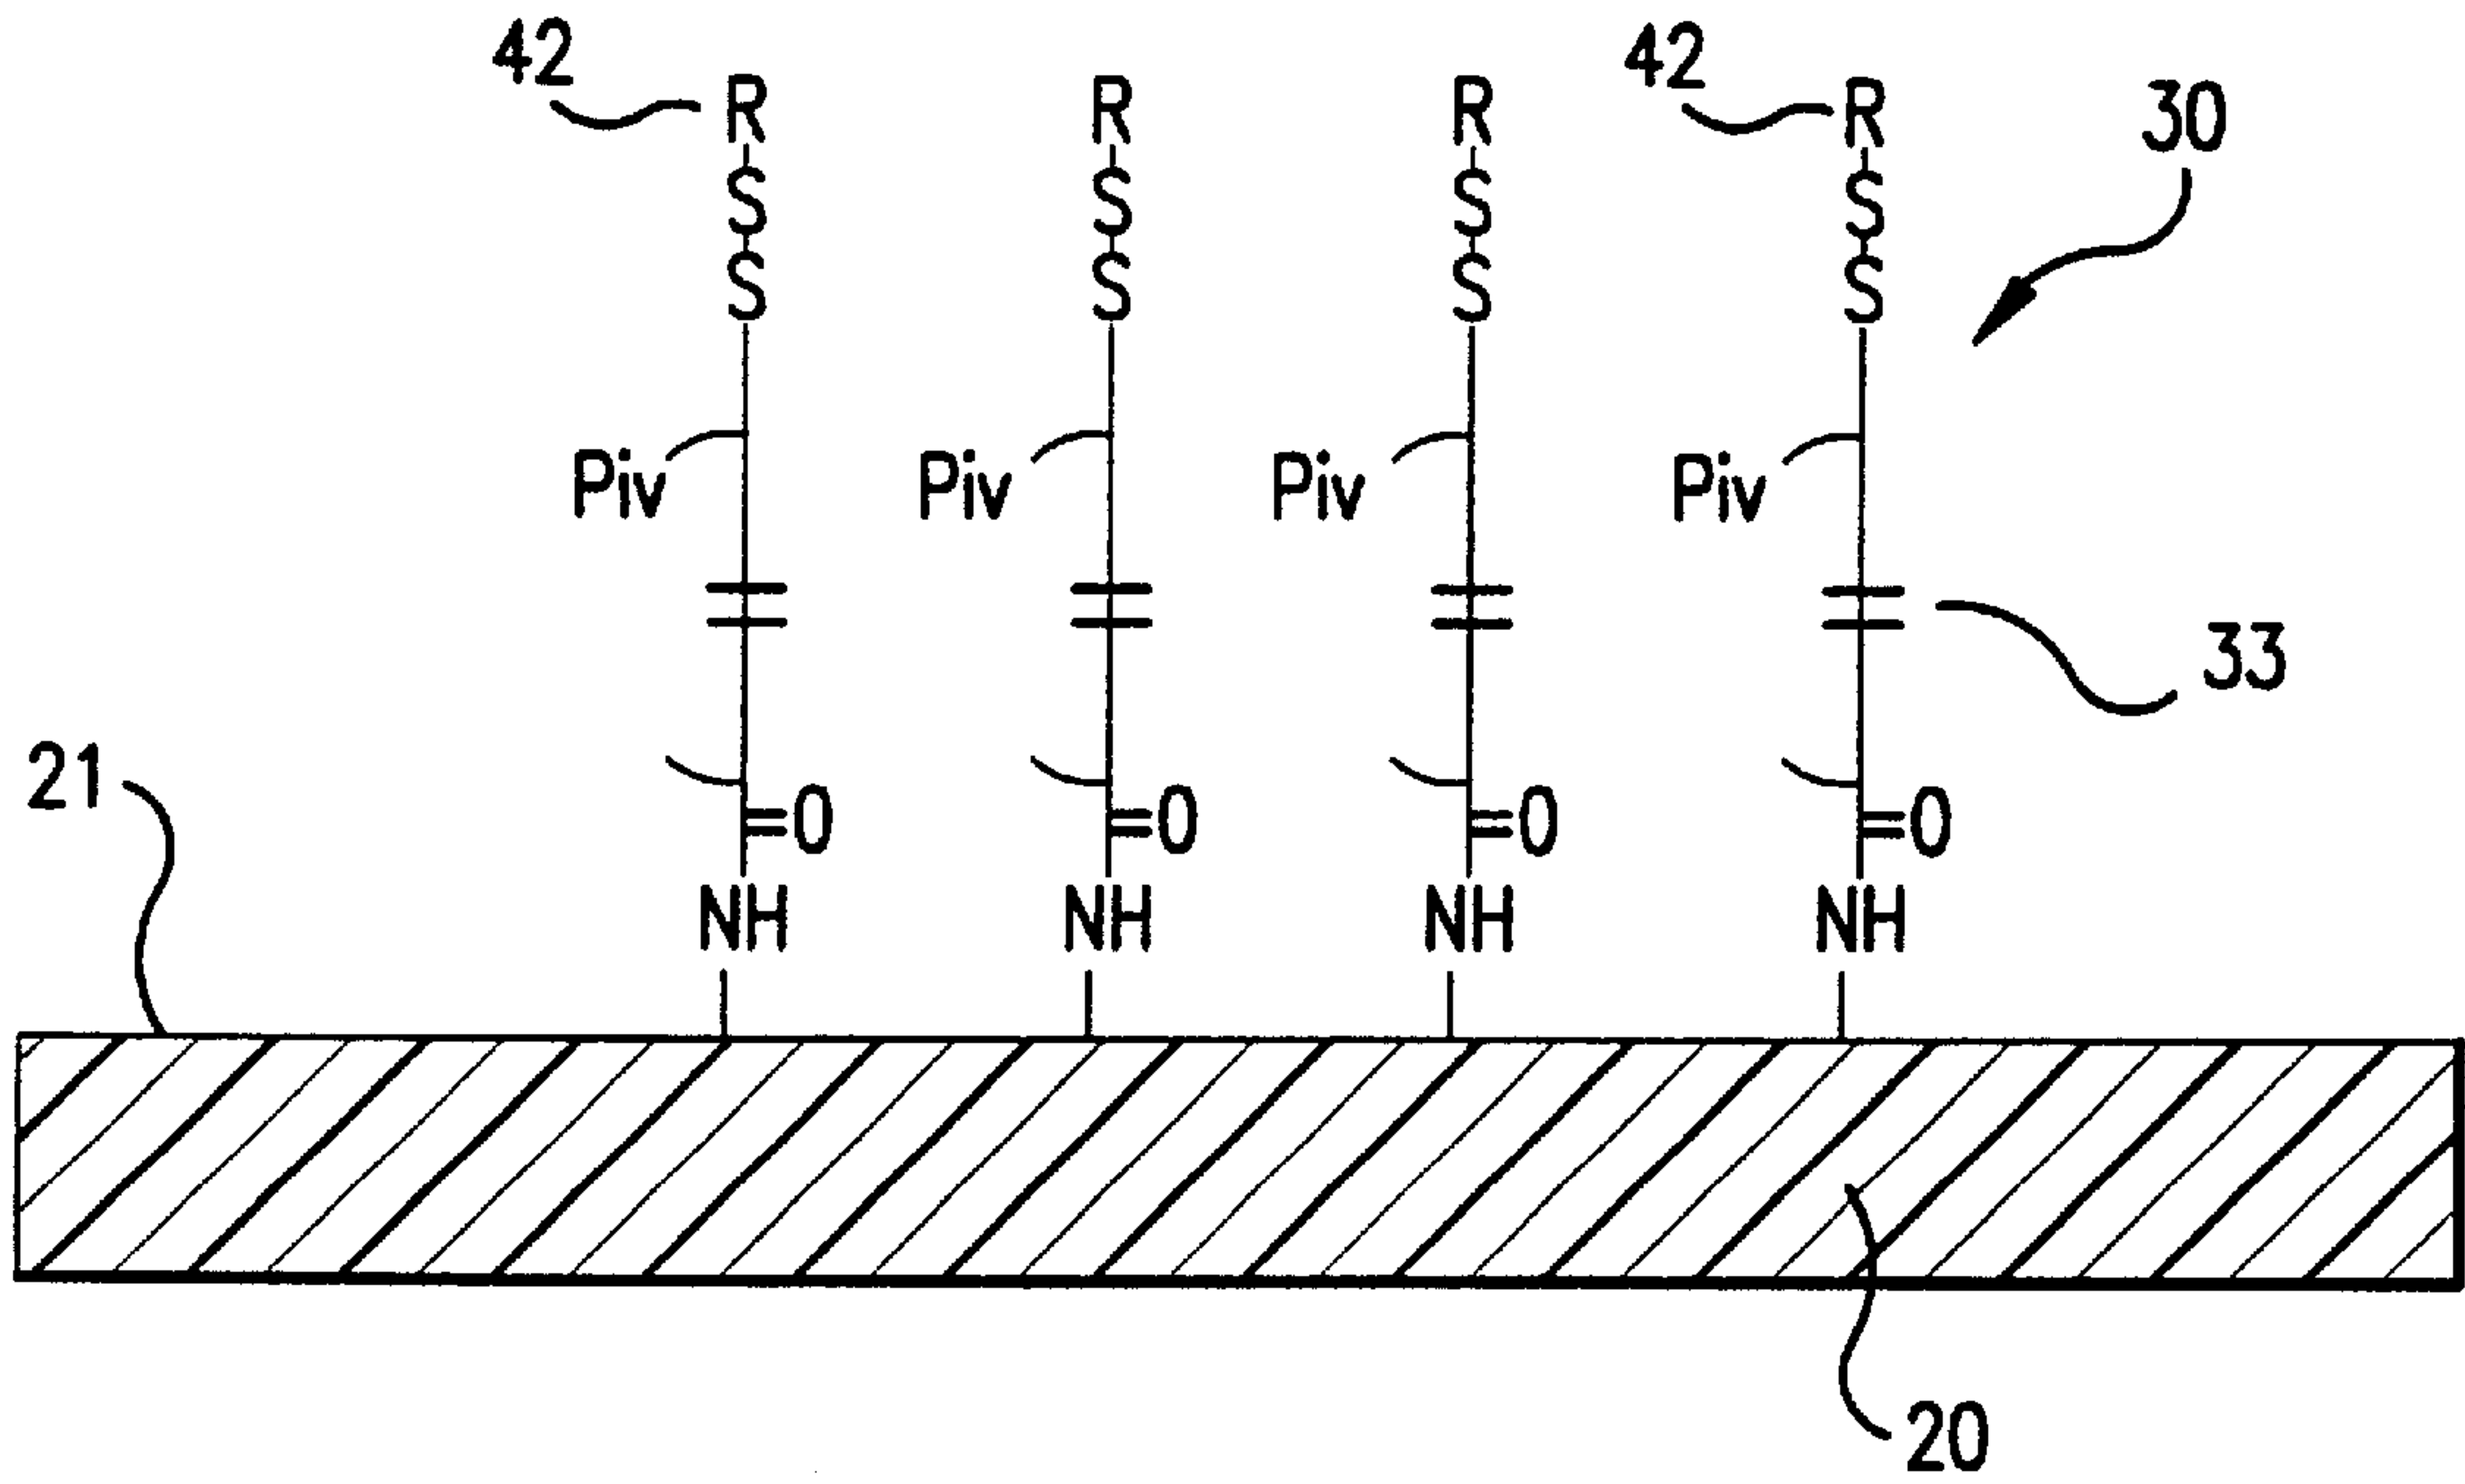 42 42
R R R R 30
S S S S
S S S S
Piv Piv Piv Piv
33
21
=O =O =O =O
NH NH NH NH
20